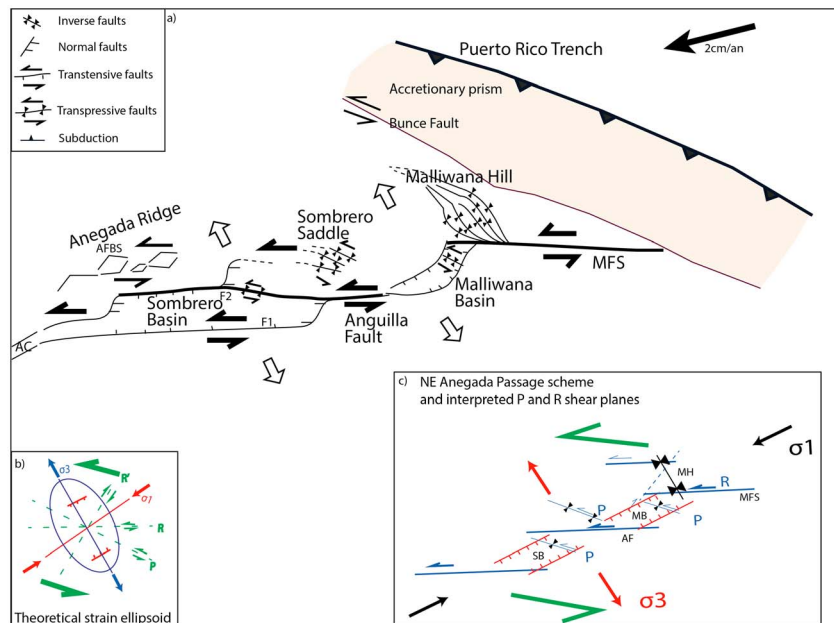 Inverse faults
Normal faults
Transtensive faults
Transpressive faults
Subduction
a)
Puerto Rico Trench
2cm/an
Accretionary prism
Bunce Fault
Malliwana Hill
Anegada Ridge
AFBS
Sombrero
Saddle
MFS
Malliwana
Basin
Sombrero
Basin
F2
F1
Anguilla
Fault
AC
b)
σ3
R'
σ1
R
P
Theoretical strain ellipsoid
c) NE Anegada Passage scheme
and interpreted P and R shear planes
σ1
MH
R
MFS
P
MB
P
AF
SB
P
σ3